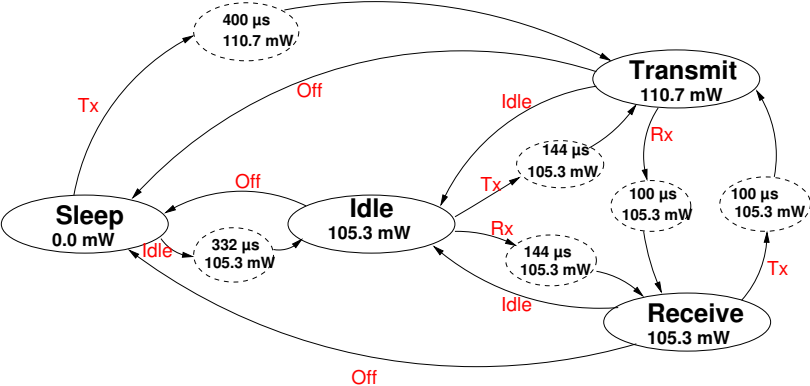 400 µs
110.7 mW
Transmit
110.7 mW
Tx
Off
Idle
144 µs
105.3 mW
Rx
Tx
Off
100 µs
105.3 mW
100 µs
105.3 mW
Sleep
0.0 mW
Idle
105.3 mW
Idle
332 µs
105.3 mW
Rx
144 µs
105.3 mW
Tx
Idle
Receive
105.3 mW
Off